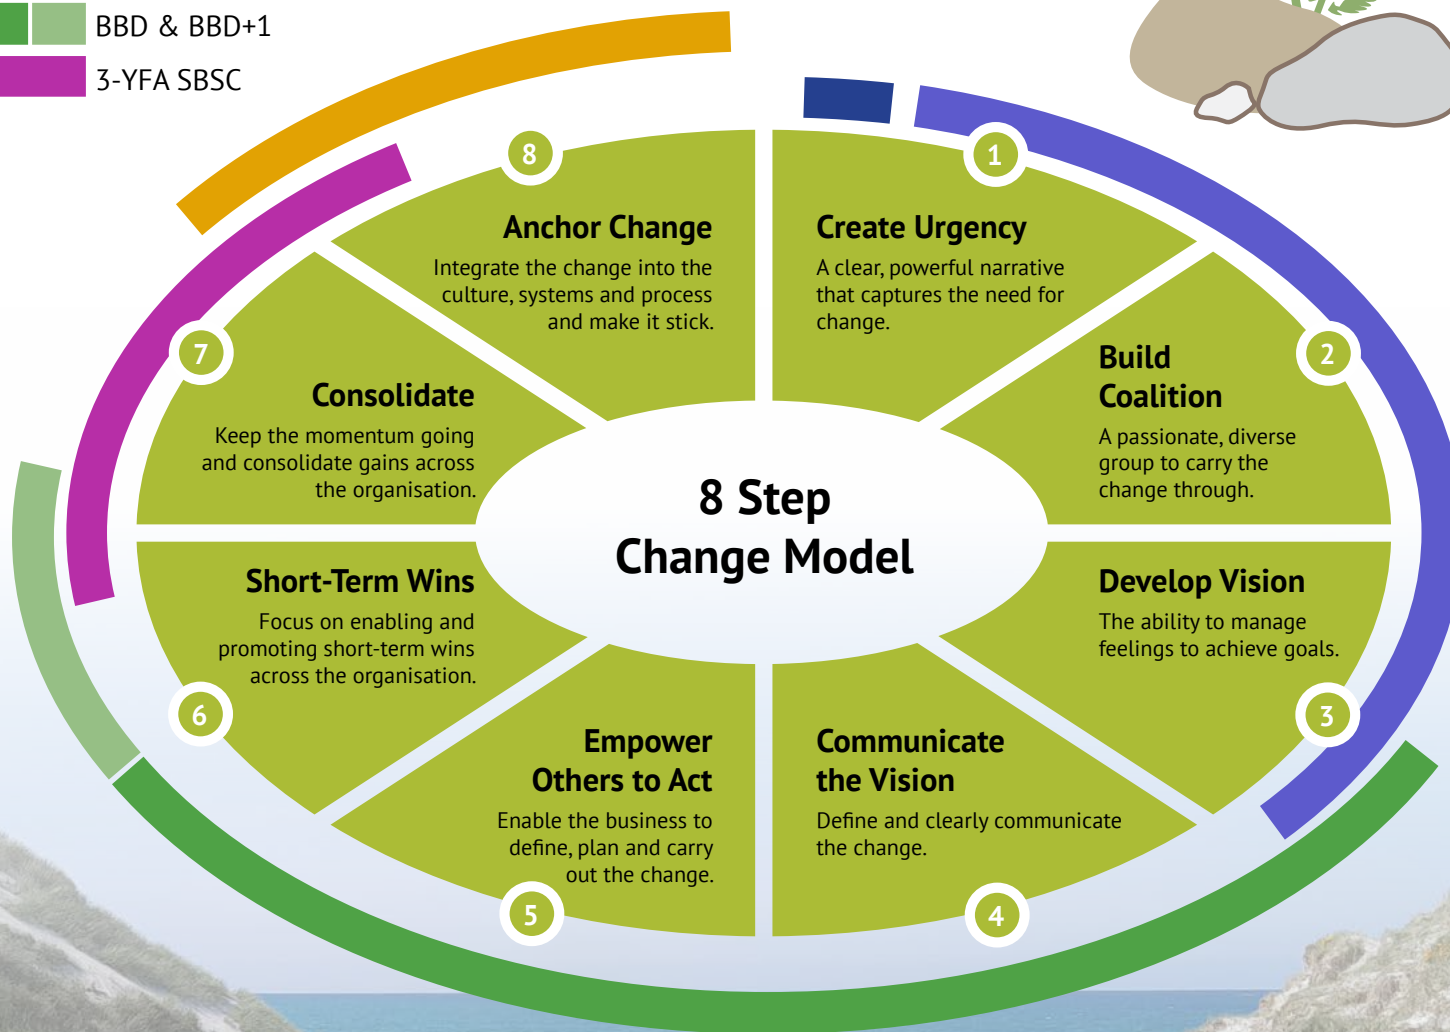 BBD & BBD+1
3-YFA SBSC
8 Step
Change Model
1
Create Urgency
A clear, powerful narrative
that captures the need for
change.
2
Build
Coalition
A passionate, diverse
group to carry the
change through.
3
Develop Vision
The ability to manage
feelings to achieve goals.
4
Communicate
the Vision
Define and clearly communicate
the change.
5
Empower
Others to Act
Enable the business to
define, plan and carry
out the change.
6
Short-Term Wins
Focus on enabling and
promoting short-term wins
across the organisation.
7
Consolidate
Keep the momentum going
and consolidate gains across
the organisation.
8
Anchor Change
Integrate the change into the
culture, systems and process
and make it stick.